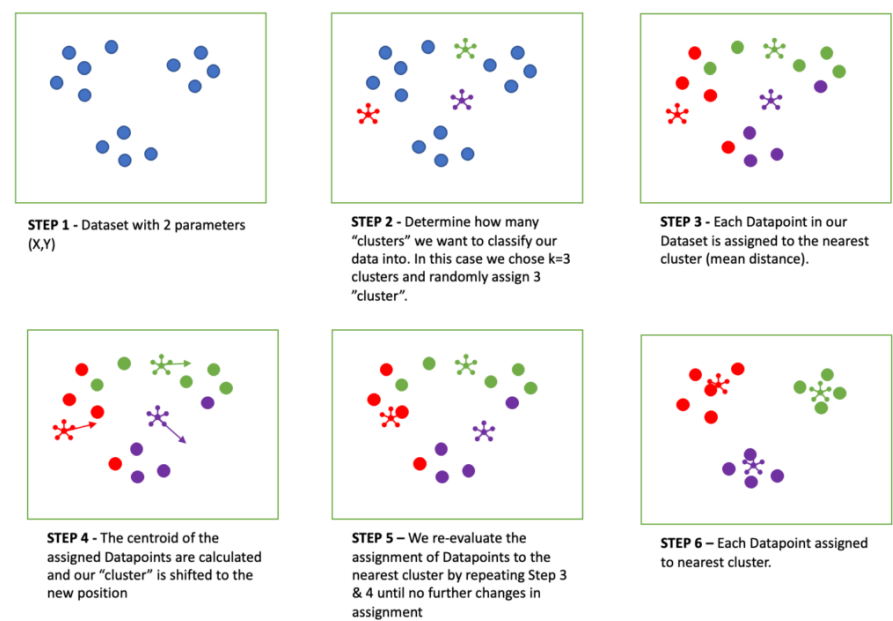 STEP 1 - Dataset with 2 parameters
(X,Y)
STEP 2 - Determine how many
“clusters” we want to classify our
data into. In this case we chose k=3
clusters and randomly assign 3
”cluster”.
STEP 3 - Each Datapoint in our
Dataset is assigned to the nearest
cluster (mean distance).
STEP 4 - The centroid of the
assigned Datapoints are calculated
and our “cluster” is shifted to the
new position
STEP 5 – We re-evaluate the
assignment of Datapoints to the
nearest cluster by repeating Step 3
& 4 until no further changes in
assignment
STEP 6 – Each Datapoint assigned
to nearest cluster.